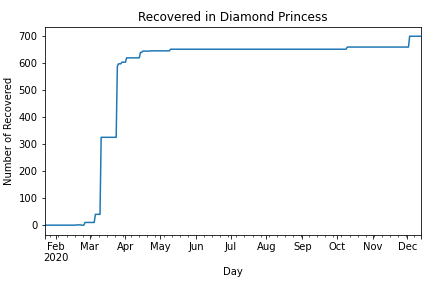 Recovered in Diamond Princess
Number of Recovered
700
600
500
400
300
200
100
0
Feb Mar Apr May Jun Jul Aug Sep Oct Nov Dec
2020
Day